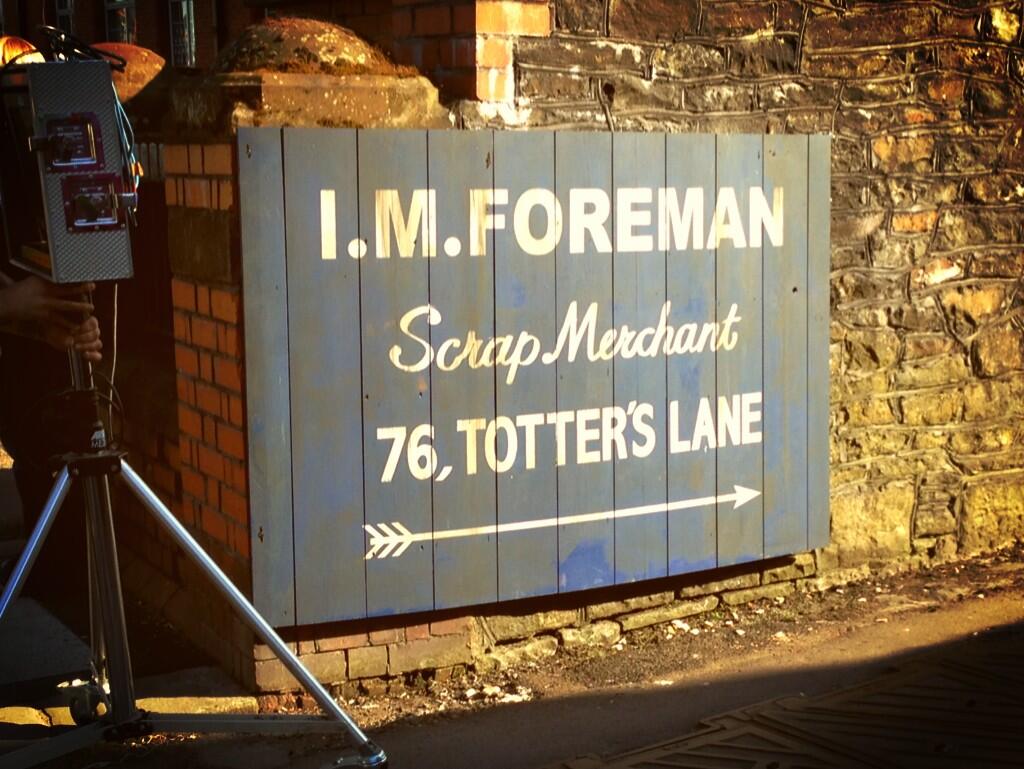 I.M.FOREMAN
Scrap Merchant
76, TOTTER'S LANE